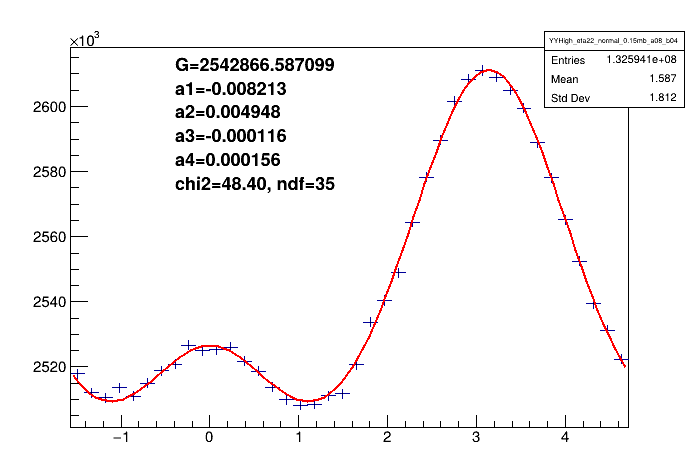 ×10³
YYHigh_eta22_normal_0.15mb_a08_b04
Entries 1.325941e+08
Mean 1.587
Std Dev 1.812
G=2542866.587099
a1=-0.008213
a2=0.004948
a3=-0.000116
a4=0.000156
chi2=48.40, ndf=35
2600
2580
2560
2540
2520
−1 0 1 2 3 4